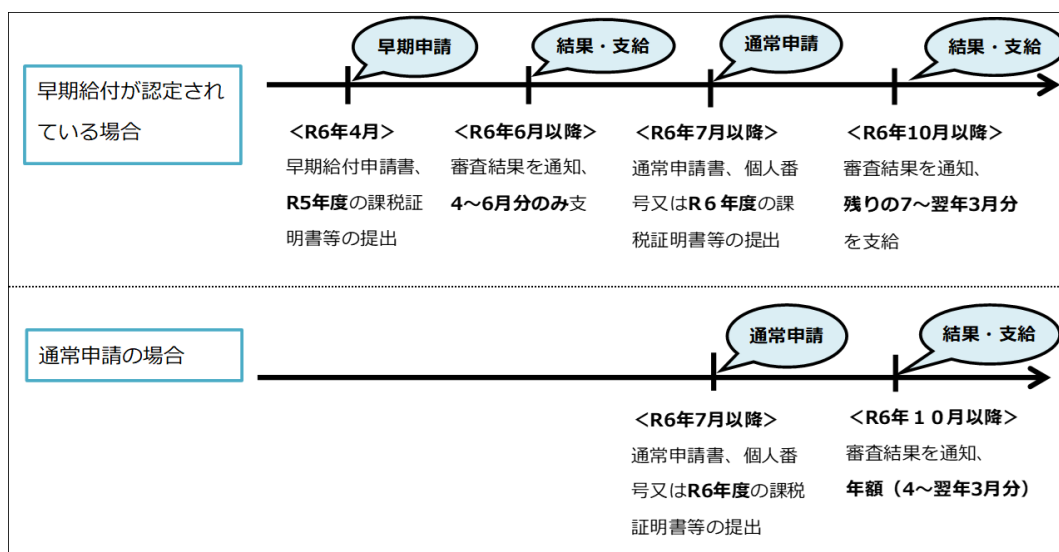 早期給付が認定され
ている場合
早期申請
結果・支給
通常申請
結果・支給
<R6年4月>
早期給付申請書、
R5年度の課税証
明書等の提出
<R6年6月以降>
審査結果を通知、
4～6月分のみ支
<R6年7月以降>
通常申請書、個人番
号又はR６年度の課
税証明書等の提出
<R6年10月以降>
審査結果を通知、
残りの7～翌年3月分
を支給
通常申請の場合
通常申請
結果・支給
<R6年7月以降>
通常申請書、個人番
号又はR6年度の課税
証明書等の提出
<R6年１０月以降>
審査結果を通知、
年額（4～翌年3月分）